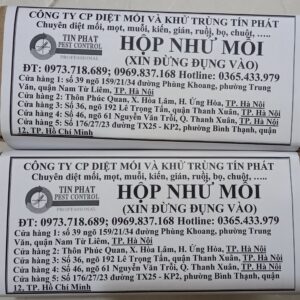 CÔNG TY CP DIỆT MỐI VÀ KHỬ TRÙNG TÍN PHÁT
Chuyên diệt mối, mọt, muỗi, kiến, gián, ruồi, bọ, chuột, .....
TIN PHAT
PEST CONTROL
PROFESSIONAL
HỘP NHỬ MỐI
(XIN ĐỪNG ĐỤNG VÀO)
ĐT: 0973.718.689; 0969.837.168 Hotline: 0365.433.979
Cửa hàng 1: số 39 ngõ 159/21/34 đường Phùng Khoang, phường Trung
Văn, quận Nam Từ Liêm, TP. Hà Nội
Cửa hàng 2: Thôn Phúc Quan, X. Hòa Lâm, H. Ứng Hòa, TP. Hà Nội
Cửa hàng 3: Số 36, ngõ 192 Lê Trọng Tấn, quận Thanh Xuân, TP. Hà Nội
Cửa hàng 4: Số 46, ngõ 61 Nguyễn Văn Trỗi, Q. Thanh Xuân, TP. Hà Nội
Cửa hàng 5: Số 176/27/23 đường TX25 - KP2, phường Bình Thạnh, quận
12, TP. Hồ Chí Minh
CÔNG TY CP DIỆT MỐI VÀ KHỬ TRÙNG TÍN PHÁT
Chuyên diệt mối, mọt, muỗi, kiến, gián, ruồi, bọ, chuột, .....
TIN PHAT
PEST CONTROL
PROFESSIONAL
HỘP NHỬ MỐI
(XIN ĐỪNG ĐỤNG VÀO)
ĐT: 0973.718.689; 0969.837.168 Hotline: 0365.433.979
Cửa hàng 1: số 39 ngõ 159/21/34 đường Phùng Khoang, phường Trung
Văn, quận Nam Từ Liêm, TP. Hà Nội
Cửa hàng 2: Thôn Phúc Quan, X. Hòa Lâm, H. Ứng Hòa, TP. Hà Nội
Cửa hàng 3: Số 36, ngõ 192 Lê Trọng Tấn, quận Thanh Xuân, TP. Hà Nội
Cửa hàng 4: Số 46, ngõ 61 Nguyễn Văn Trỗi, Q. Thanh Xuân, TP. Hà Nội
Cửa hàng 5: Số 176/27/23 đường TX25 - KP2, phường Bình Thạnh, quận
12, TP. Hồ Chí Minh